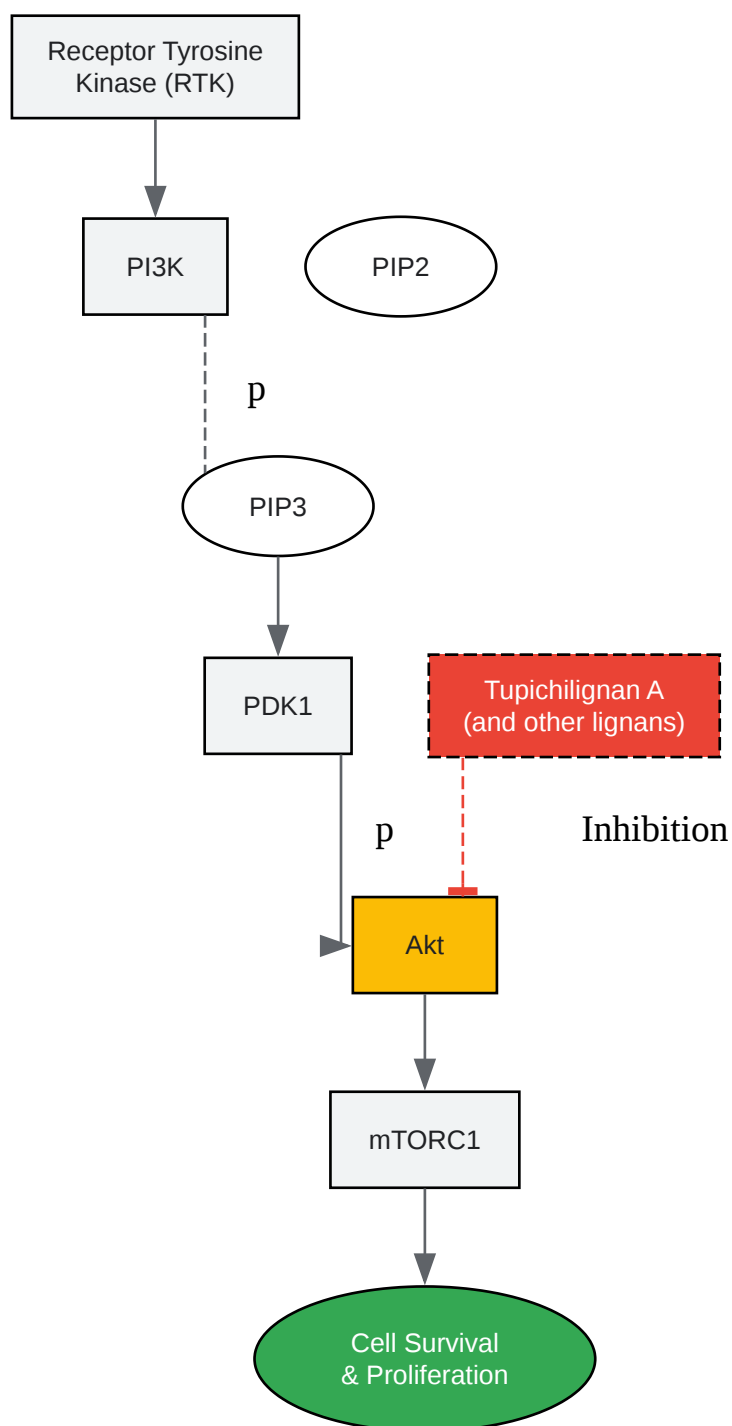 Receptor Tyrosine
Kinase (RTK)
PI3K
PIP2
p
PIP3
PDK1
Tupichilignan A
(and other lignans)
p
Inhibition
Akt
mTORC1
Cell Survival
& Proliferation